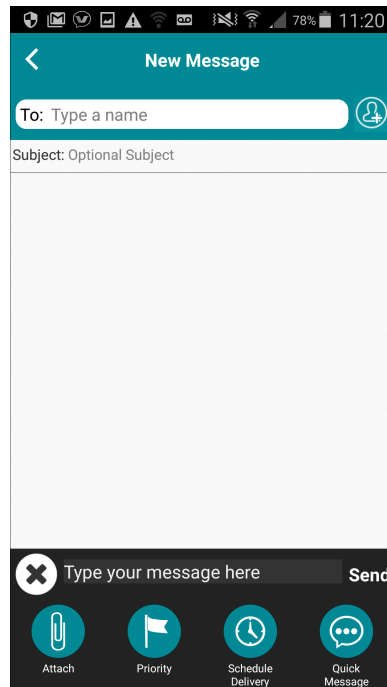 78% 11:20
New Message
To: Type a name
Subject: Optional Subject
Type your message here Send
Attach Priority Schedule Delivery Quick Message